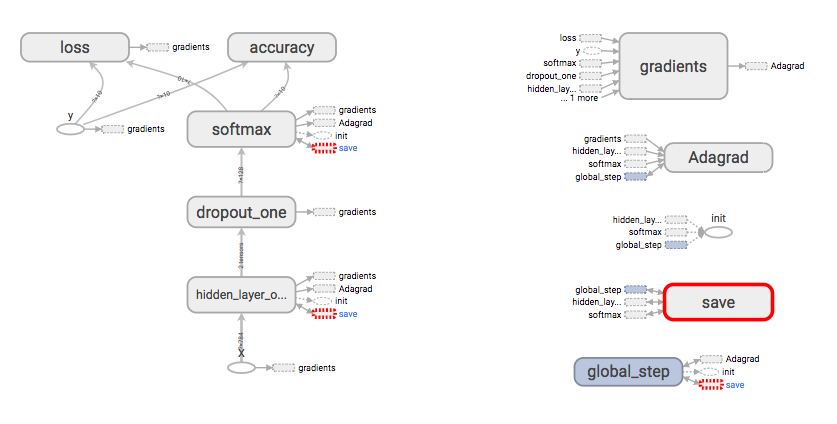 loss
gradients
accuracy
?×10
?×10
?×10
?×10
y
gradients
softmax
gradients
Adagrad
init
save
?×128
dropout_one
gradients
2 tensors
hidden_layer_o...
gradients
Adagrad
init
save
?×784
X
gradients
loss
y
softmax
dropout_one
hidden_lay...
... 1 more
gradients
Adagrad
gradients
hidden_lay...
softmax
global_step
Adagrad
hidden_lay...
softmax
global_step
init
global_step
hidden_lay...
softmax
save
global_step
Adagrad
init
save